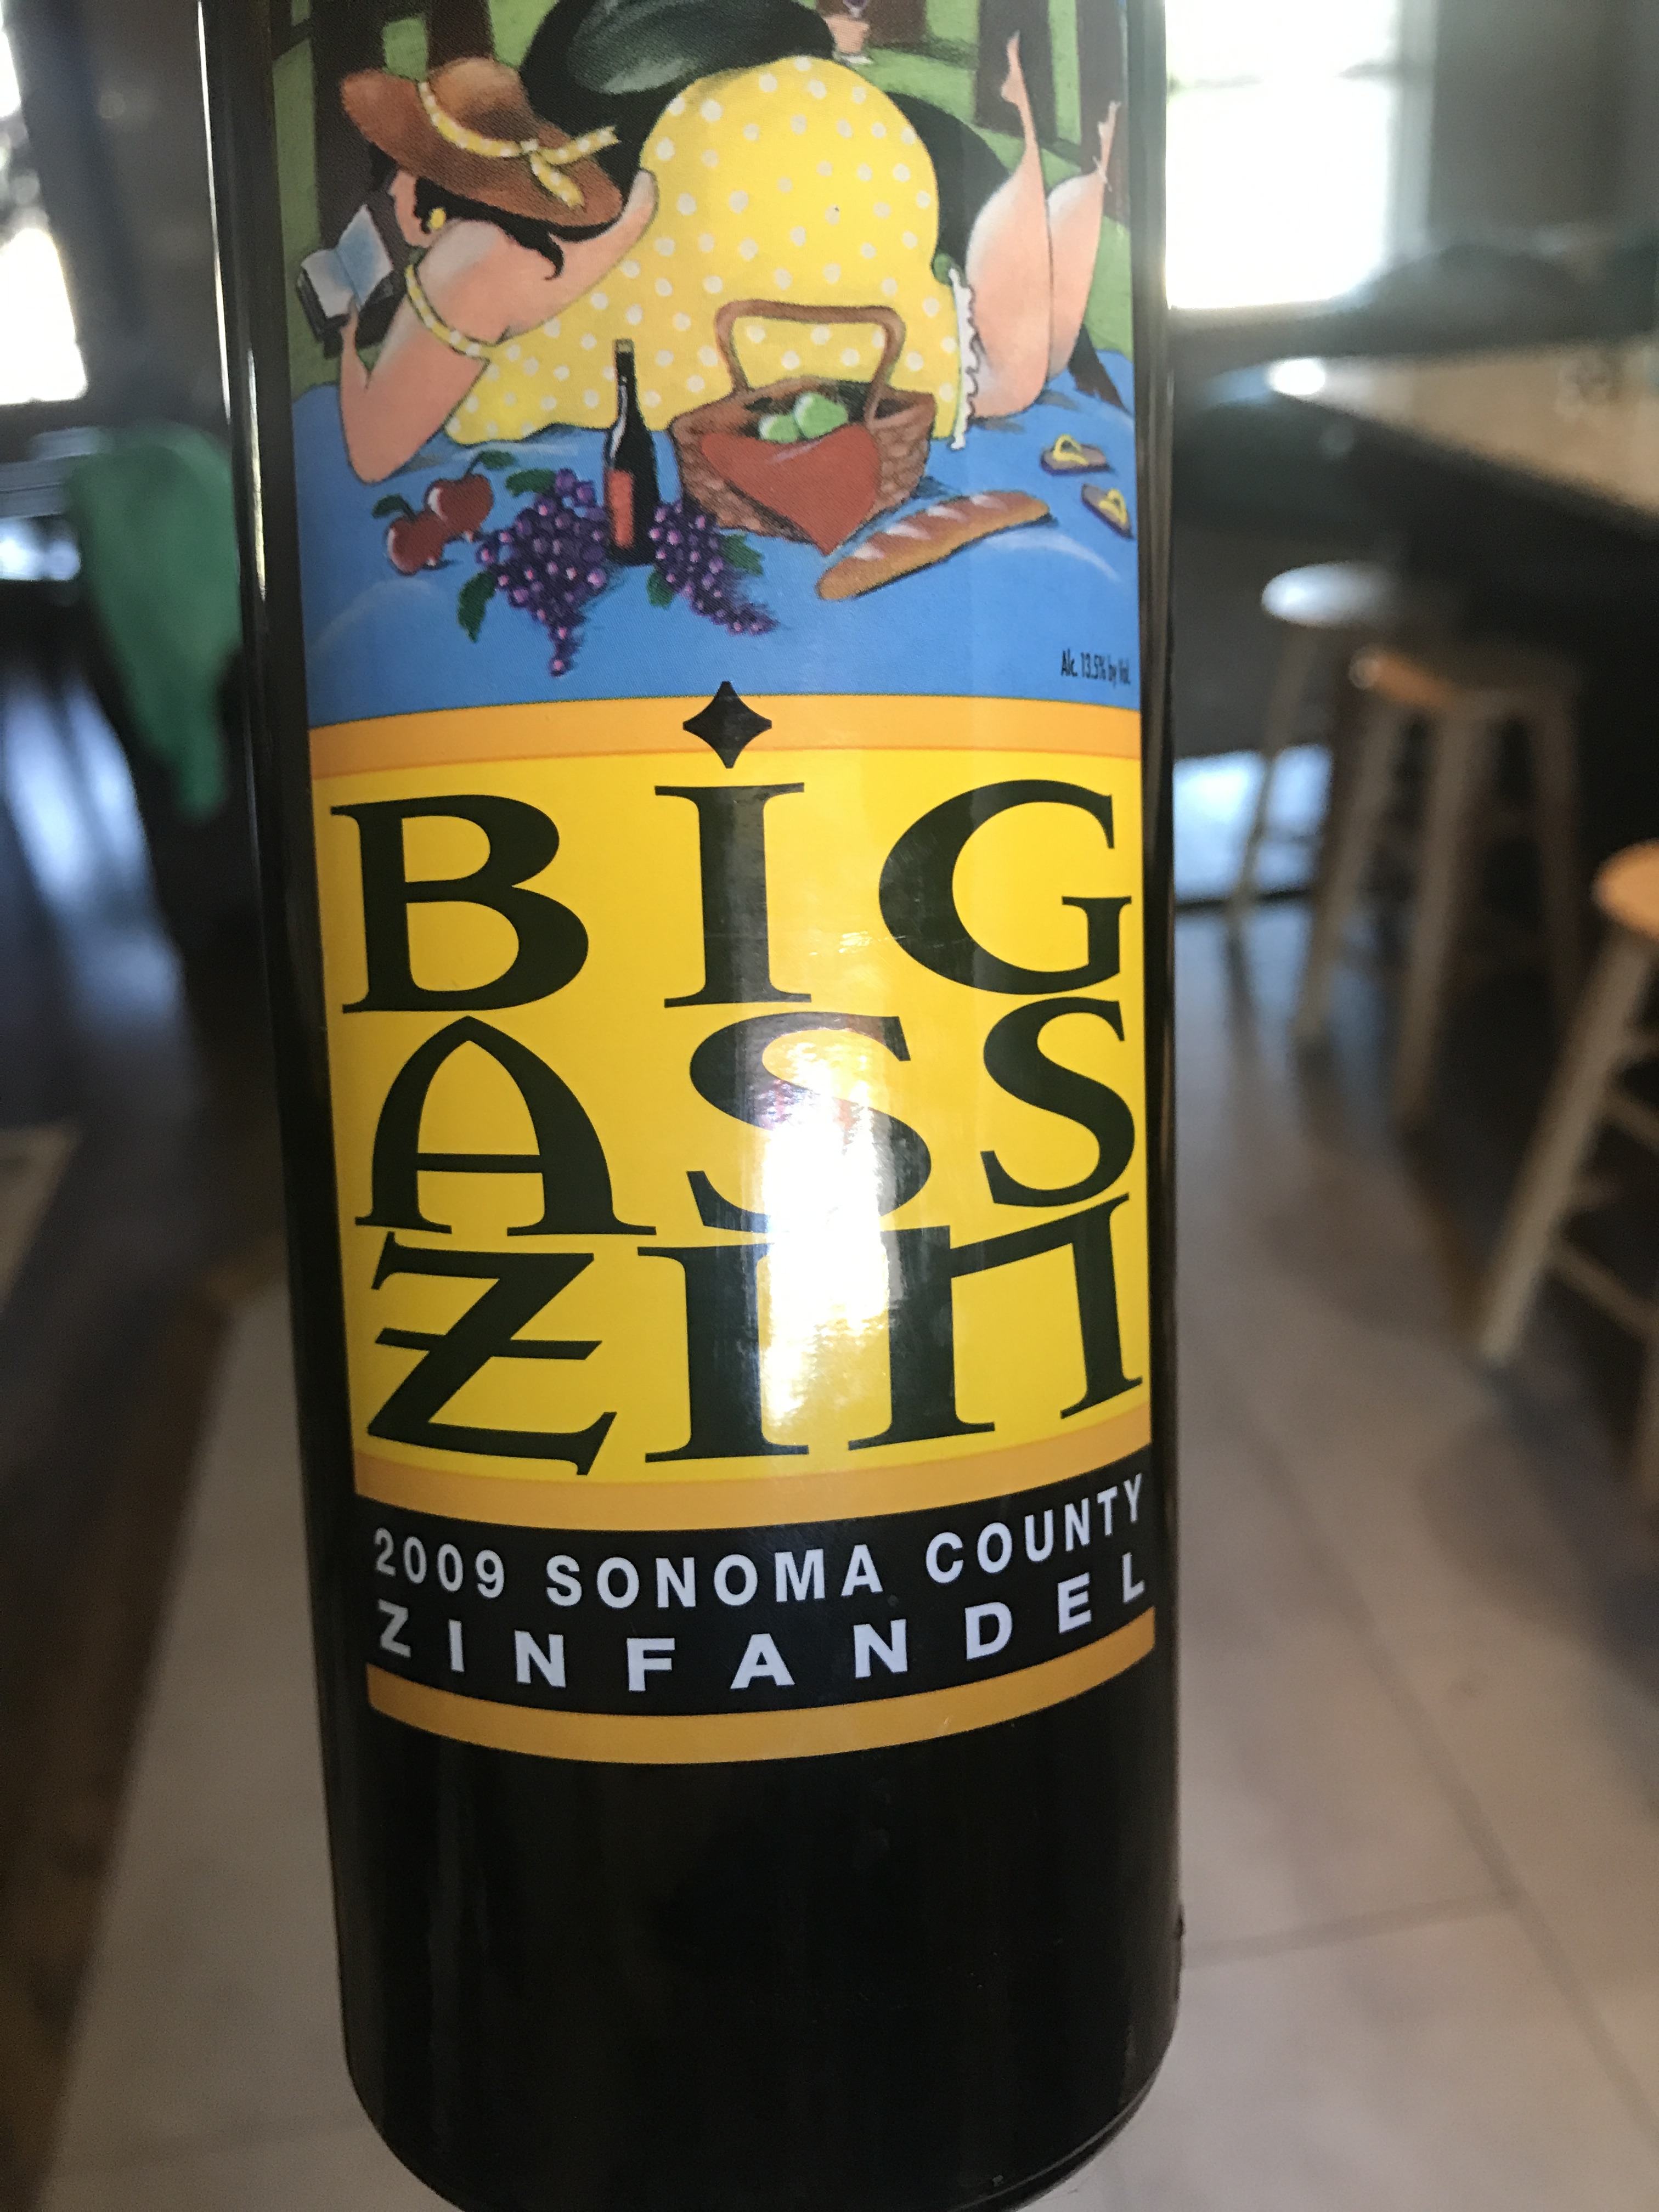 Alc. 13.5% by Vol.
BiG
ASS
ZIN
2009 SONOMA COUNTY
ZINFANDEL